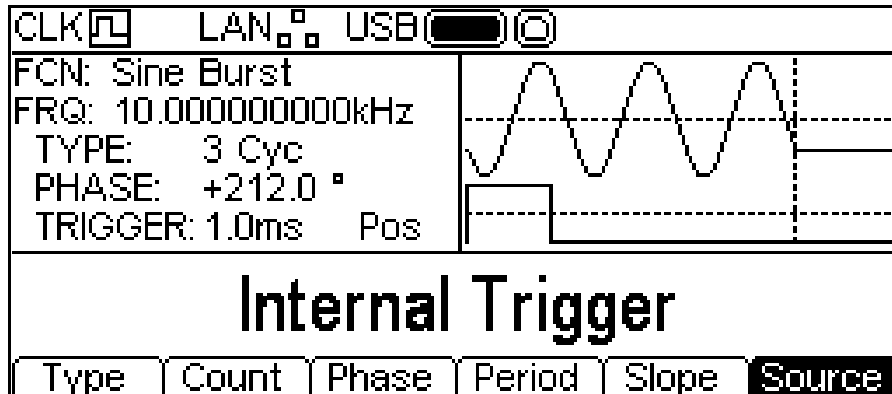 CLK LAN USB
FCN: Sine Burst
FRQ: 10.000000000kHz
TYPE: 3 Cyc
PHASE: +212.0 °
TRIGGER: 1.0ms Pos
Internal Trigger
Type Count Phase Period Slope Source